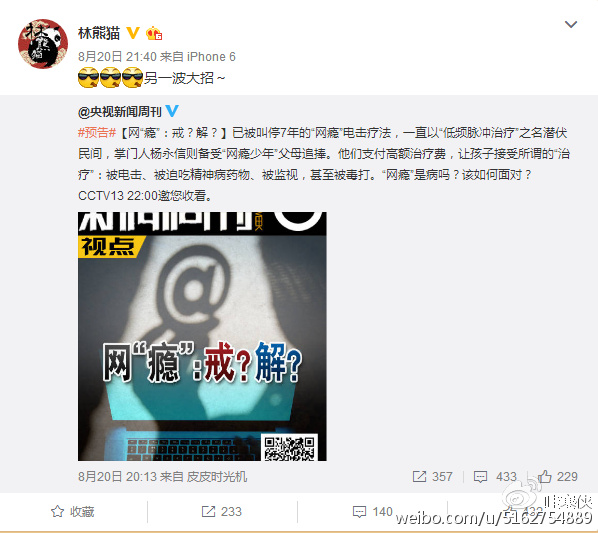 林熊猫
8月20日 21:40 来自 iPhone 6
另一波大招～
@央视新闻周刊
#预告#【网“瘾”：戒？解？】已被叫停7年的“网瘾”电击疗法，一直以“低频脉冲治疗”之名潜伏
民间，掌门人杨永信则备受“网瘾少年”父母追捧。他们支付高额治疗费，让孩子接受所谓的“治
疗”：被电击、被迫吃精神病药物、被监视，甚至被毒打。“网瘾”是病吗？该如何面对？
CCTV13 22:00邀您收看。
新闻周刊
视点
@
网“瘾”:戒?解?
8月20日 20:13 来自 皮皮时光机
357
433
229
收藏
233
140
432
weibo.com/u/5162754889